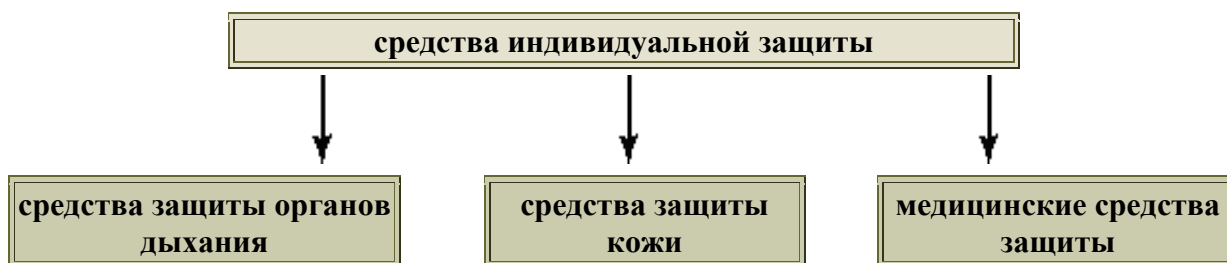 средства индивидуальной защиты
средства защиты органов
дыхания
средства защиты
кожи
медицинские средства
защиты